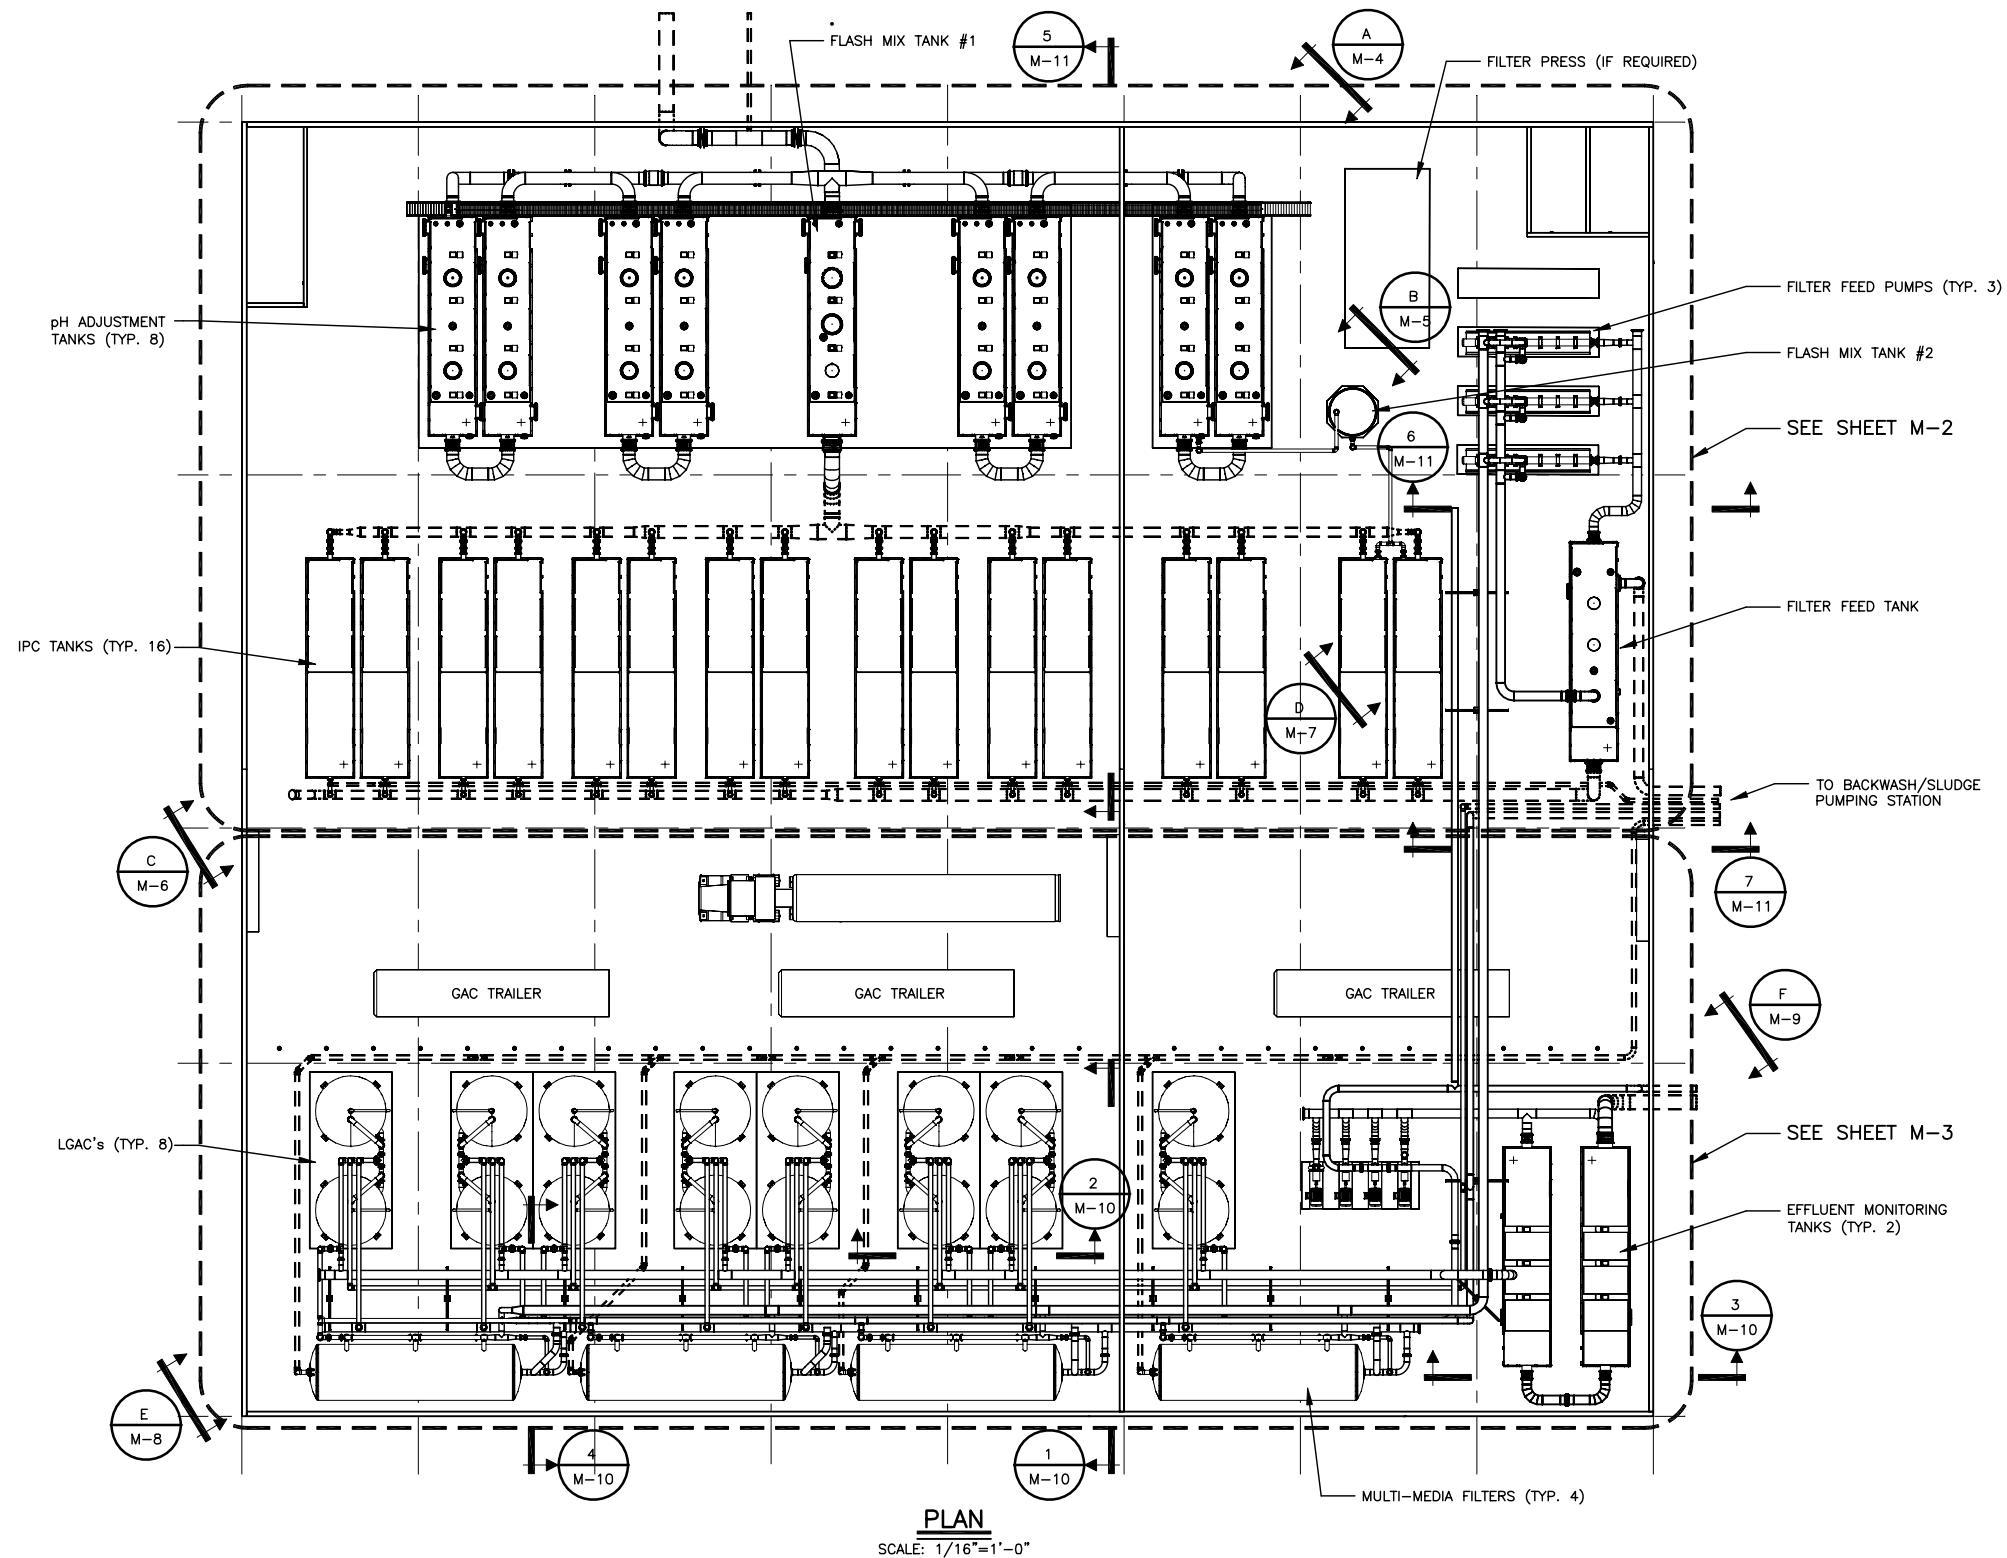 FLASH MIX TANK #1
5
M-11
A
M-4
FILTER PRESS (IF REQUIRED)
FILTER FEED PUMPS (TYP. 3)
B
M-5
pH ADJUSTMENT
TANKS (TYP. 8)
FLASH MIX TANK #2
SEE SHEET M-2
6
M-11
FILTER FEED TANK
IPC TANKS (TYP. 16)
D
M-7
TO BACKWASH/SLUDGE
PUMPING STATION
C
M-6
7
M-11
GAC TRAILER
GAC TRAILER
GAC TRAILER
F
M-9
SEE SHEET M-3
LGAC's (TYP. 8)
2
M-10
EFFLUENT MONITORING
TANKS (TYP. 2)
3
M-10
E
M-8
4
M-10
1
M-10
MULTI-MEDIA FILTERS (TYP. 4)
PLAN
SCALE: 1/16"=1'-0"